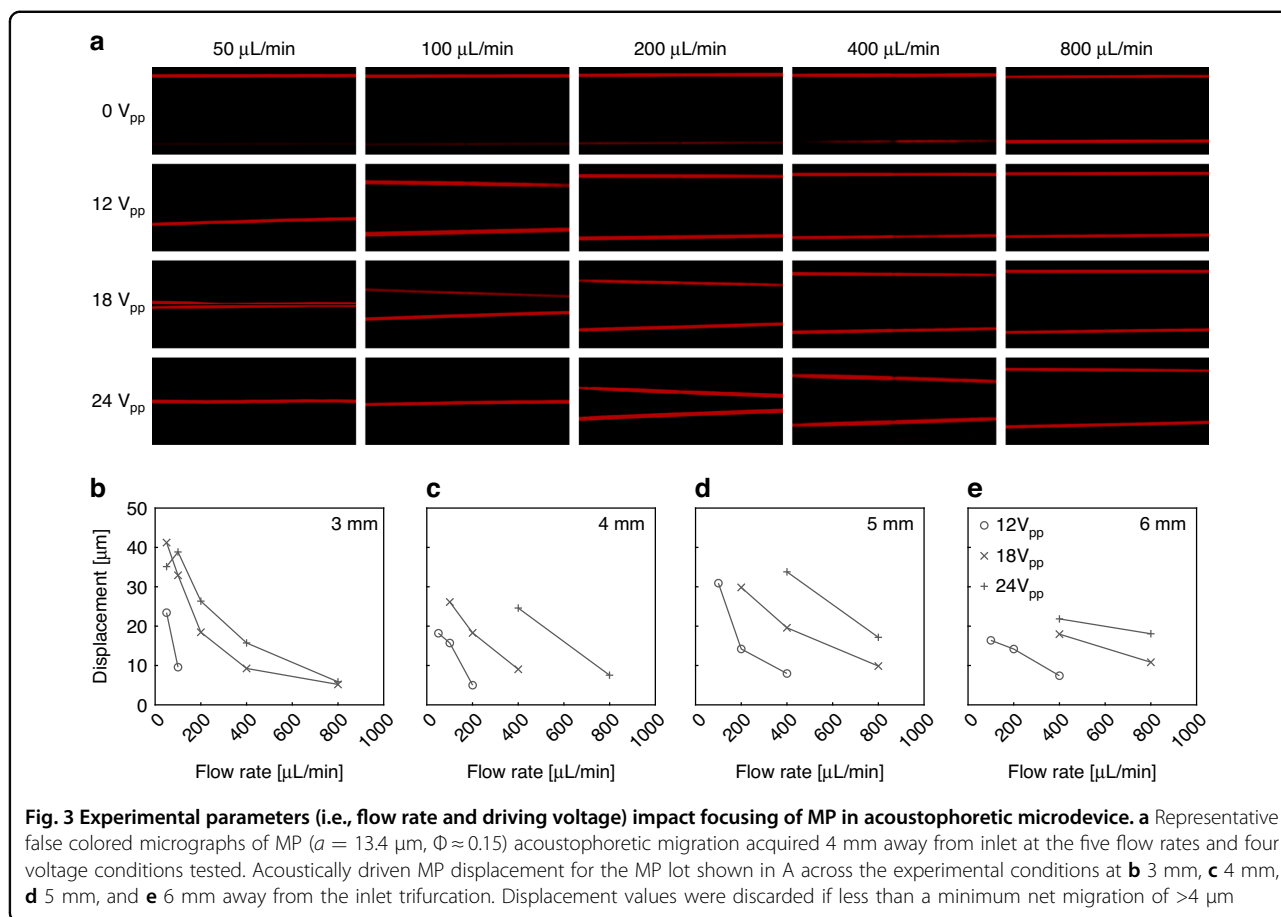 a
50 μL/min 100 μL/min 200 μL/min 400 μL/min 800 μL/min
0 Vpp
12 Vpp
18 Vpp
24 Vpp
b c d e
50
40
30
20
10
0
Displacement [μm]
3 mm
0 200 400 600 800 1000
Flow rate [μL/min]
4 mm
0 200 400 600 800 1000
Flow rate [μL/min]
5 mm
0 200 400 600 800 1000
Flow rate [μL/min]
6 mm
12Vpp
18Vpp
24Vpp
0 200 400 600 800 1000
Flow rate [μL/min]
Fig. 3 Experimental parameters (i.e., flow rate and driving voltage) impact focusing of MP in acoustophoretic microdevice. a Representative
false colored micrographs of MP (a = 13.4 μm, Φ ≈ 0.15) acoustophoretic migration acquired 4 mm away from inlet at the five flow rates and four
voltage conditions tested. Acoustically driven MP displacement for the MP lot shown in A across the experimental conditions at b 3 mm, c 4 mm,
d 5 mm, and e 6 mm away from the inlet trifurcation. Displacement values were discarded if less than a minimum net migration of >4 μm